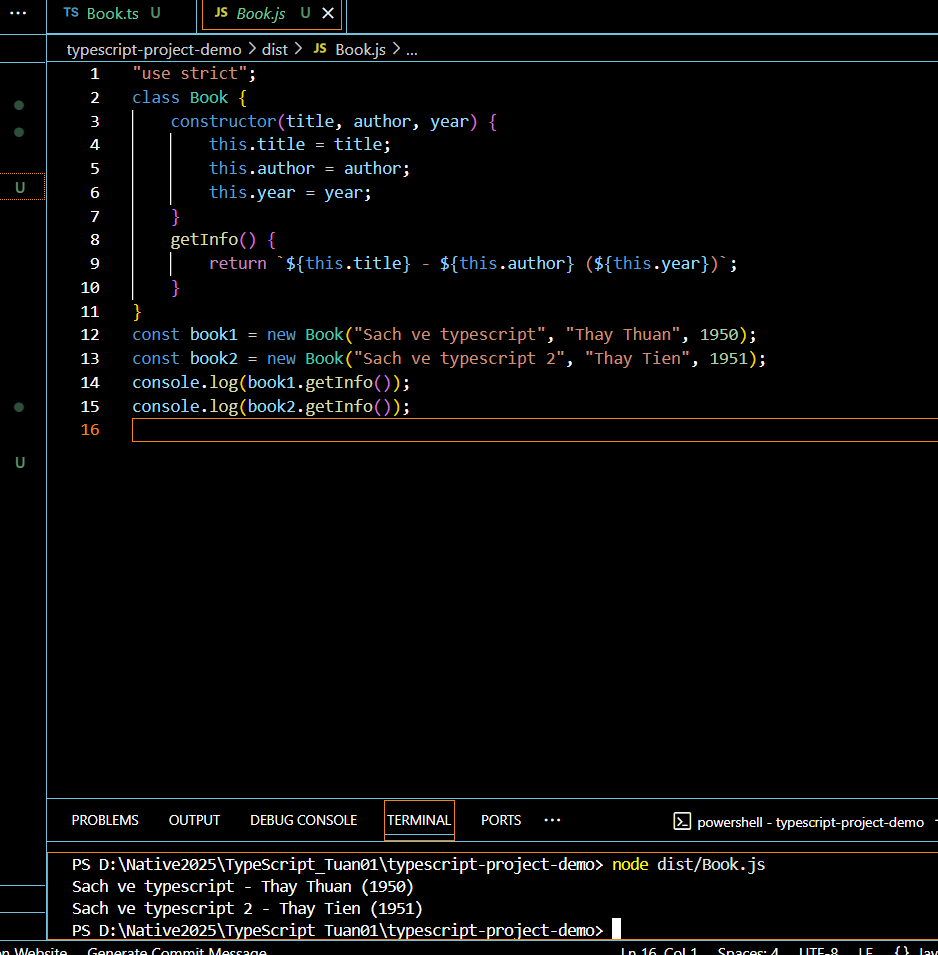 ... TS Book.ts U JS Book.js U ×
typescript-project-demo > dist > JS Book.js > ...
1 "use strict";
2 class Book {
3 constructor(title, author, year) {
4 this.title = title;
5 this.author = author;
U
6 this.year = year;
7 }
8 getInfo() {
9 return `${this.title} - ${this.author} (${this.year})`;
10 }
11 }
12 const book1 = new Book("Sach ve typescript", "Thay Thuan", 1950);
13 const book2 = new Book("Sach ve typescript 2", "Thay Tien", 1951);
14 console.log(book1.getInfo());
15 console.log(book2.getInfo());
16
U
PROBLEMS OUTPUT DEBUG CONSOLE TERMINAL PORTS ... powershell - typescript-project-demo
PS D:\Native2025\TypeScript_Tuan01\typescript-project-demo> node dist/Book.js
Sach ve typescript - Thay Thuan (1950)
Sach ve typescript 2 - Thay Tien (1951)
PS D:\Native2025\TypeScript_Tuan01\typescript-project-demo>
Website Generate Commit Message Ln 16, Col 1 Spaces: 4 UTF-8 LF {}